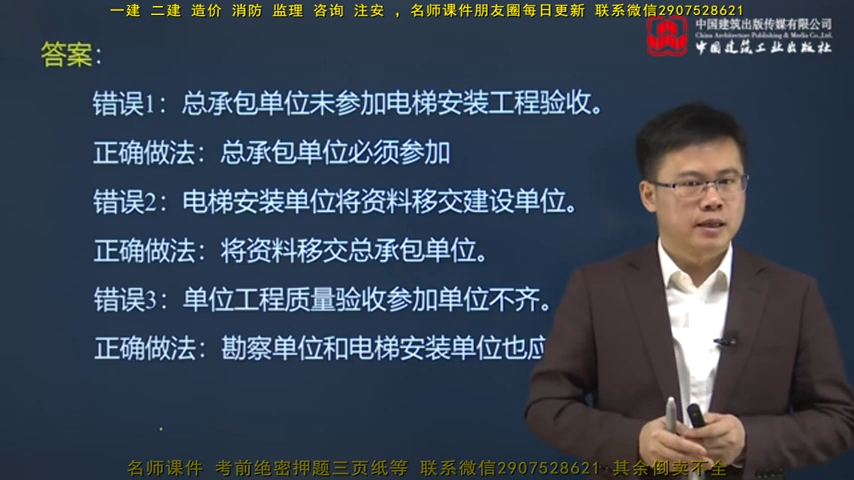 一建 二建 造价 消防 监理 咨询 注安 ，名师课件朋友圈每日更新 联系微信2907528621
中国建筑出版传媒有限公司
China Architecture Publishing & Media Co.,Ltd.
中国建筑工业出版社
答案：
错误1：总承包单位未参加电梯安装工程验收。
正确做法：总承包单位必须参加
错误2：电梯安装单位将资料移交建设单位。
正确做法：将资料移交总承包单位。
错误3：单位工程质量验收参加单位不齐。
正确做法：勘察单位和电梯安装单位也应
名师课件 考前绝密押题三页纸等 联系微信2907528621 其余倒卖不全